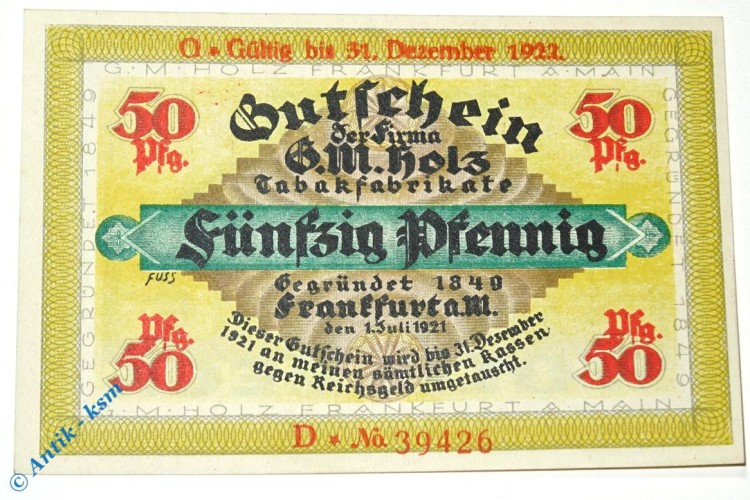 O * Gültig bis 31. Dezember 1922.
G·M·HOLZ FRANKFURT A·MAIN
GEGRÜNDET 1849
GEGRÜNDET 1849
50 Pfg.
50 Pfg.
Gutschein
der Firma
G.M. Holz
Tabakfabrikate
Fünfzig Pfennig
FUSS
Gegründet 1849
Frankfurt a.M.
den 1. Juli 1921
Dieser Gutschein wird bis 31. Dezember
1921 an meinen sämtlichen Kassen
gegen Reichsgeld umgetauscht.
Pfg. 50
Pfg. 50
G·M·HOLZ FRANKFURT A·MAIN
D * No. 39426
© Antik - ksm